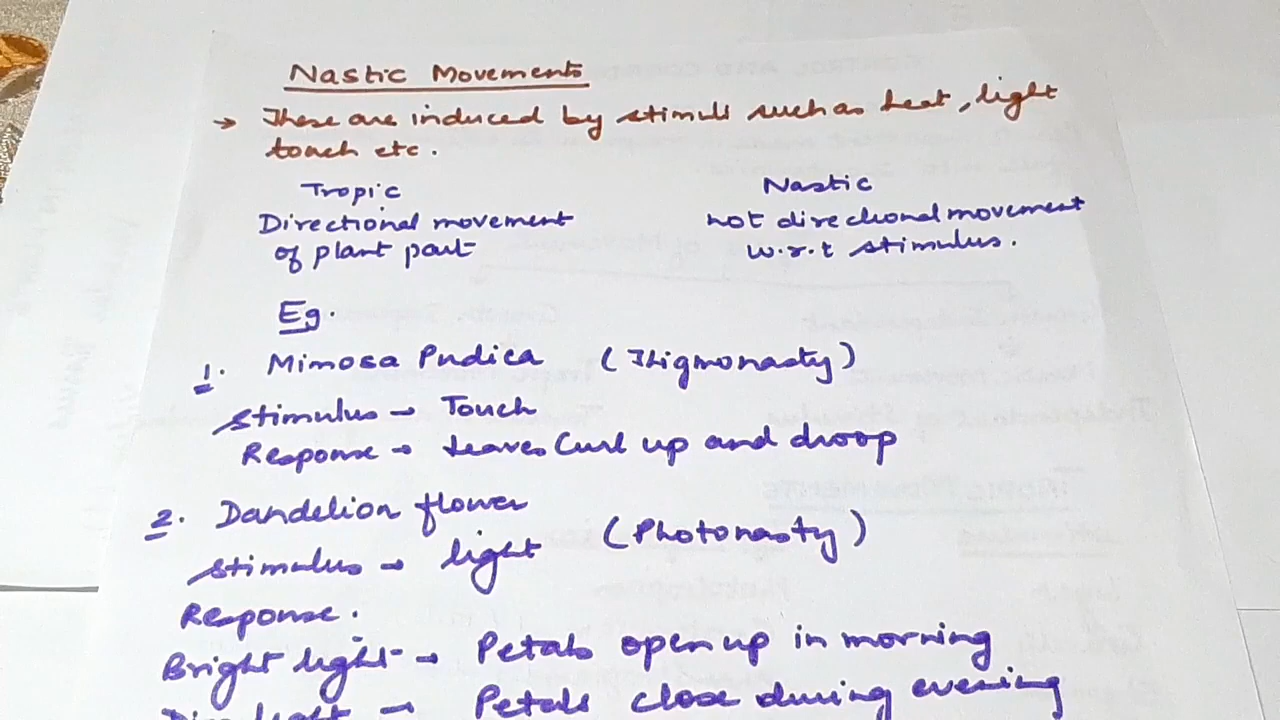 Nastic Movements
→ These are induced by stimuli such as heat, light
touch etc.
Tropic Nastic
Directional movement not directional movement
of plant part w.r.t stimulus.
Eg.
1. Mimosa Pudica (Thigmonasty)
stimulus → Touch
Response → Leaves Curl up and droop
2. Dandelion flower
(Photonasty)
stimulus → light
Response.
Bright light → Petals open up in morning
Dim light → Petals close during evening